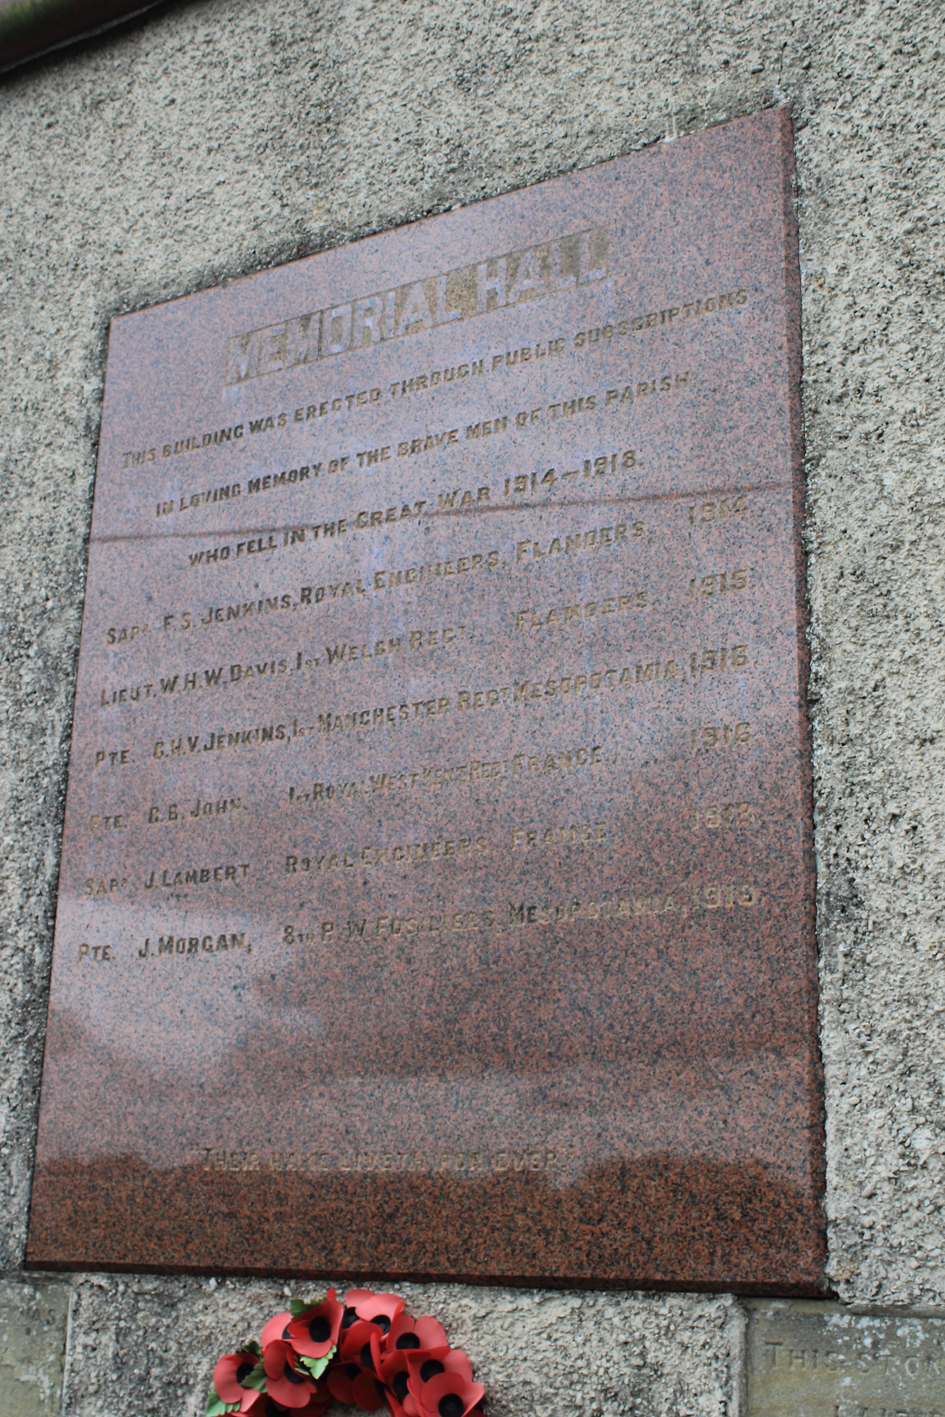 MEMORIAL HALL
THIS BUILDING WAS ERECTED THROUGH PUBLIC SUBSCRIPTIONS
IN LOVING MEMORY OF THE BRAVE MEN OF THIS PARISH
WHO FELL IN THE GREAT WAR 1914-1918.
SAPR. F.S. JENKINS, ROYAL ENGINEERS, FLANDERS, 1914.
LIEUT. W.H.W. DAVIS, 1ST WELSH REGT. FLANDERS, 1915.
PTE. G.H.V. JENKINS, 1ST MANCHESTER REGT. MESOPOTAMIA, 1916.
PTE. JOHN. 1ST ROYAL WEST KENT REGT. FRANCE, 1916.
SAPR. J. LAMBERT ROYAL ENGINEERS, FRANCE, 1918.
PTE. J. MORGAN, 8TH R.W. FUSILIERS, MESOPOTAMIA, 1916.
"THEIR NAME LIVETH FOR EVER."
THIS